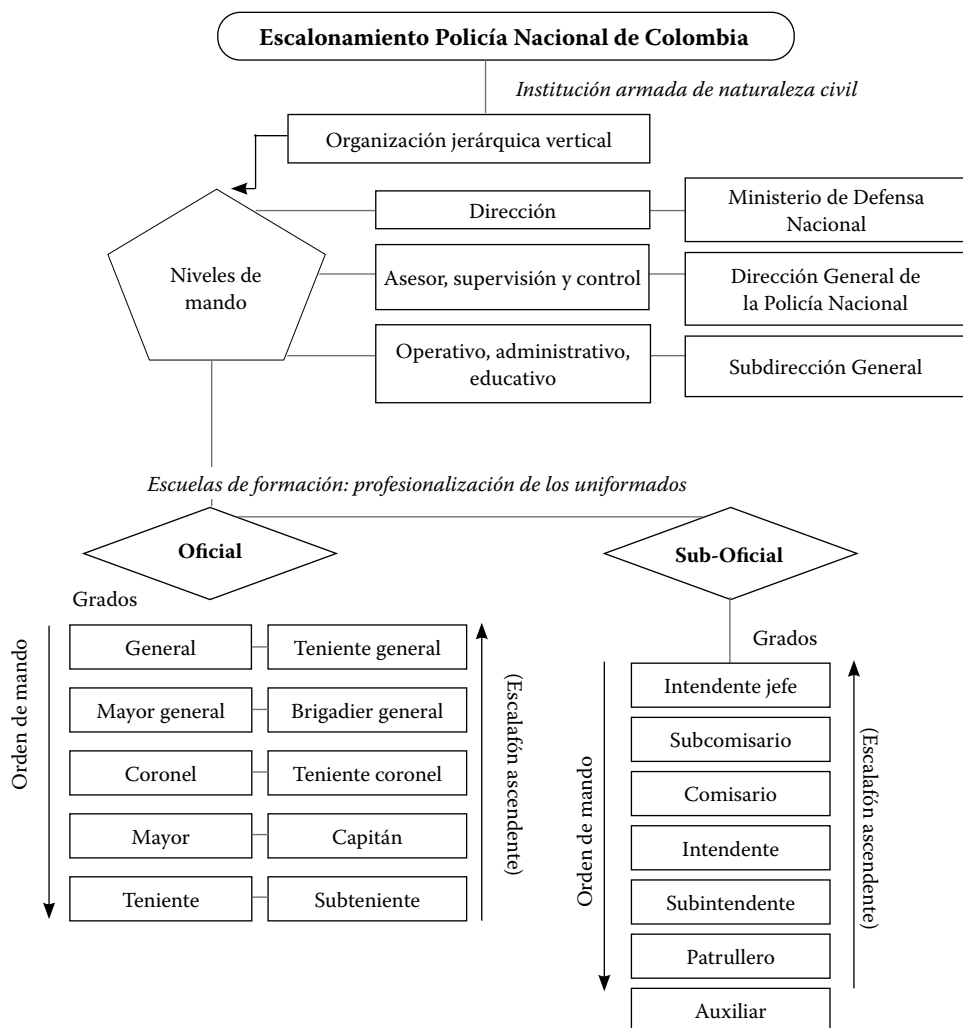 Escalonamiento Policía Nacional de Colombia
Institución armada de naturaleza civil
Organización jerárquica vertical
Niveles de
mando
Dirección
Ministerio de Defensa
Nacional
Asesor, supervisión y control
Dirección General de
la Policía Nacional
Operativo, administrativo,
educativo
Subdirección General
Escuelas de formación: profesionalización de los uniformados
Oficial
Grados
Orden de mando
General
Teniente general
Mayor general
Brigadier general
Coronel
Teniente coronel
Mayor
Capitán
Teniente
Subteniente
(Escalafón ascendente)
Sub-Oficial
Grados
Orden de mando
Intendente jefe
Subcomisario
Comisario
Intendente
Subintendente
Patrullero
Auxiliar
(Escalafón ascendente)